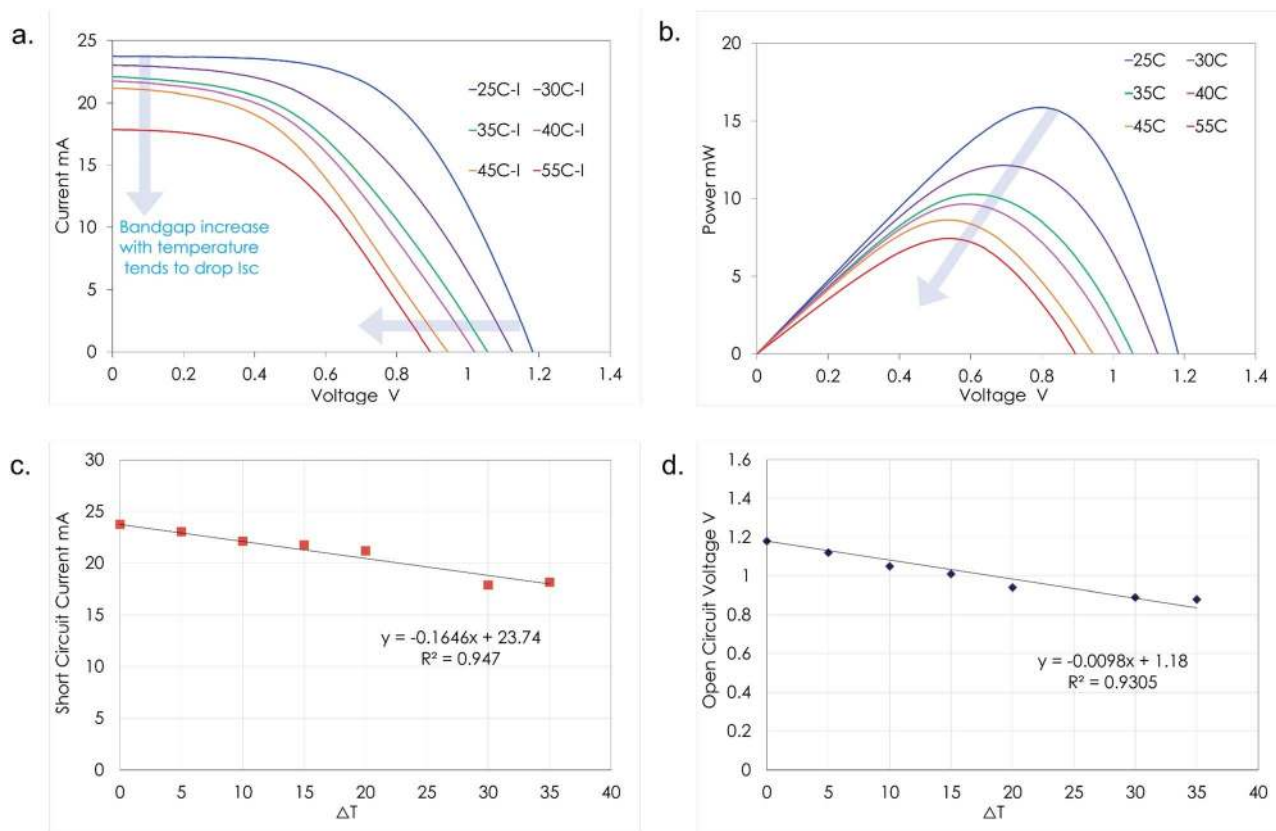 a.
25
20
15
10
5
0
Current mA
25C-I 30C-I
35C-I 40C-I
45C-I 55C-I
Bandgap increase
with temperature
tends to drop Isc
0 0.2 0.4 0.6 0.8 1 1.2 1.4
Voltage V
b.
20
15
10
5
0
Power mW
25C 30C
35C 40C
45C 55C
0 0.2 0.4 0.6 0.8 1 1.2 1.4
Voltage V
c.
30
25
20
15
10
5
0
Short Circuit Current mA
y = -0.1646x + 23.74
R² = 0.947
0 5 10 15 20 25 30 35 40
ΔT
d.
1.6
1.4
1.2
1
0.8
0.6
0.4
0.2
0
Open Circuit Voltage V
y = -0.0098x + 1.18
R² = 0.9305
0 5 10 15 20 25 30 35 40
ΔT